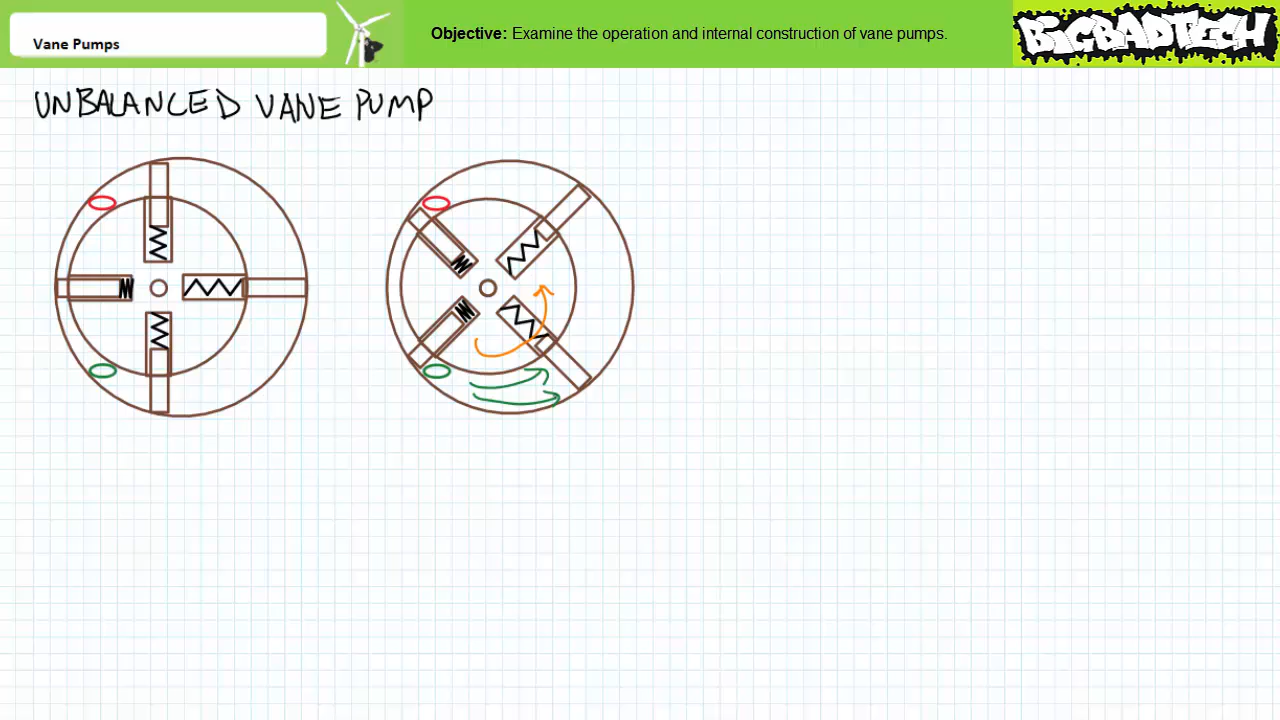 Vane Pumps
Objective: Examine the operation and internal construction of vane pumps.
BIGBADTECH
UNBALANCED VANE PUMP